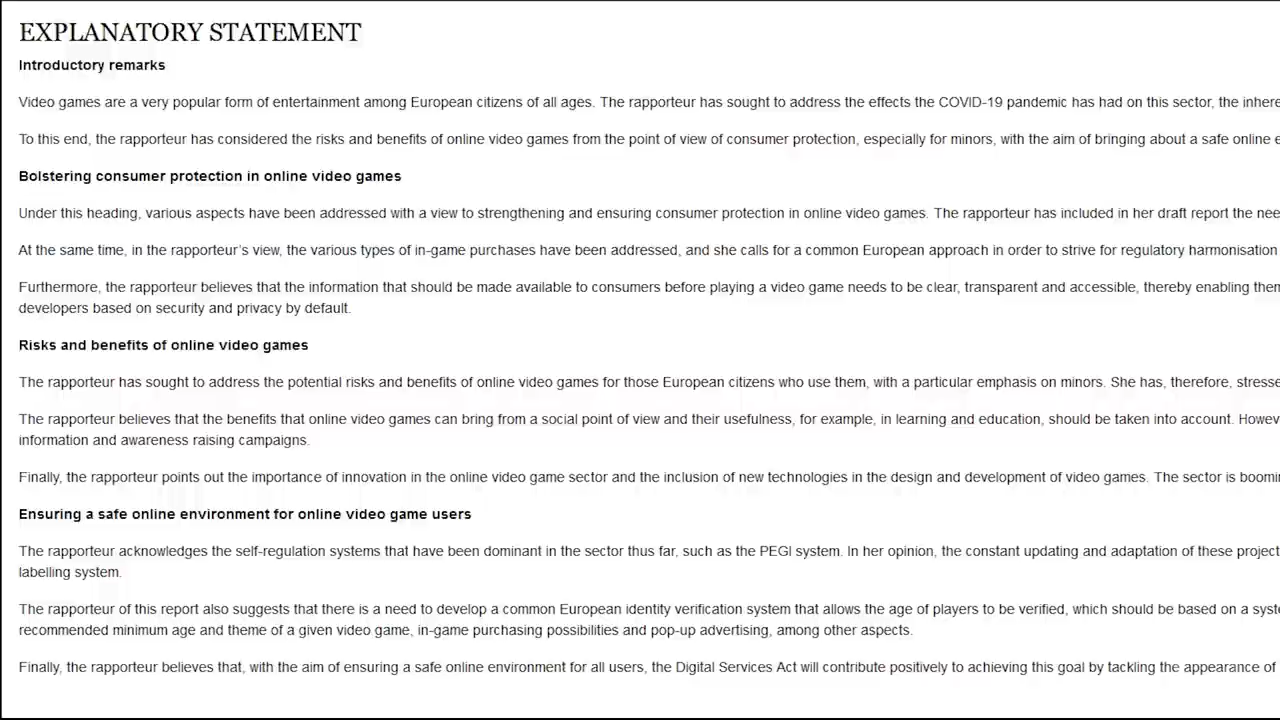 EXPLANATORY STATEMENT
Introductory remarks
Video games are a very popular form of entertainment among European citizens of all ages. The rapporteur has sought to address the effects the COVID-19 pandemic has had on this sector, the
To this end, the rapporteur has considered the risks and benefits of online video games from the point of view of consumer protection, especially for minors, with the aim of bringing about a safe online
Bolstering consumer protection in online video games
Under this heading, various aspects have been addressed with a view to strengthening and ensuring consumer protection in online video games. The rapporteur has included in her draft report the
At the same time, in the rapporteur's view, the various types of in-game purchases have been addressed, and she calls for a common European approach in order to strive for regulatory harmonisation
Furthermore, the rapporteur believes that the information that should be made available to consumers before playing a video game needs to be clear, transparent and accessible, thereby enabling
developers based on security and privacy by default.
Risks and benefits of online video games
The rapporteur has sought to address the potential risks and benefits of online video games for those European citizens who use them, with a particular emphasis on minors. She has, therefore,
The rapporteur believes that the benefits that online video games can bring from a social point of view and their usefulness, for example, in learning and education, should be taken into account.
information and awareness raising campaigns.
Finally, the rapporteur points out the importance of innovation in the online video game sector and the inclusion of new technologies in the design and development of video games. The sector is
Ensuring a safe online environment for online video game users
The rapporteur acknowledges the self-regulation systems that have been dominant in the sector thus far, such as the PEGI system. In her opinion, the constant updating and adaptation of these
labelling system.
The rapporteur of this report also suggests that there is a need to develop a common European identity verification system that allows the age of players to be verified, which should be based on a
recommended minimum age and theme of a given video game, in-game purchasing possibilities and pop-up advertising, among other aspects.
Finally, the rapporteur believes that, with the aim of ensuring a safe online environment for all users, the Digital Services Act will contribute positively to achieving this goal by tackling the appearance of